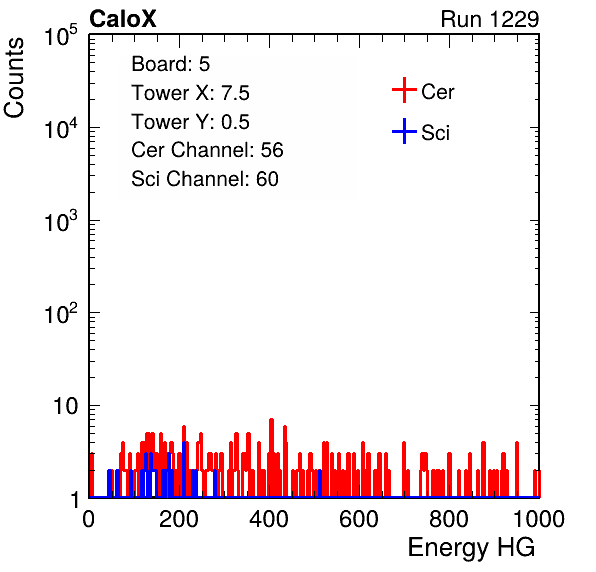 CaloX Run 1229
Counts
10^5
10^4
10^3
10^2
10
1
Board: 5
Tower X: 7.5
Tower Y: 0.5
Cer Channel: 56
Sci Channel: 60
Cer
Sci
0 200 400 600 800 1000
Energy HG